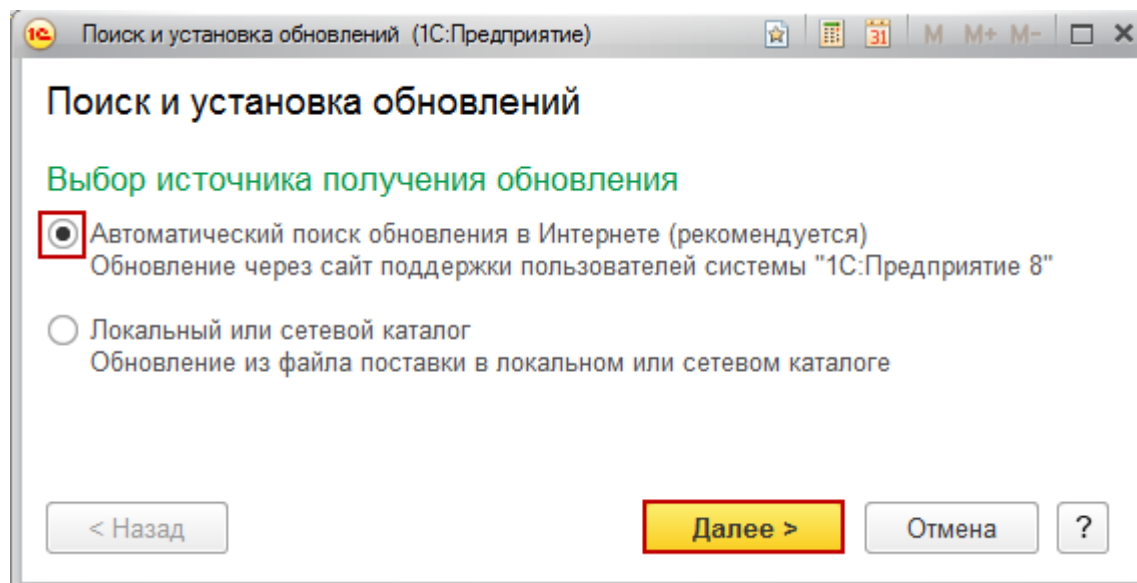 1С Поиск и установка обновлений (1С:Предприятие) 31 M M+ M-
Поиск и установка обновлений
Выбор источника получения обновления
Автоматический поиск обновления в Интернете (рекомендуется)
Обновление через сайт поддержки пользователей системы "1С:Предприятие 8"
Локальный или сетевой каталог
Обновление из файла поставки в локальном или сетевом каталоге
< Назад Далее > Отмена ?